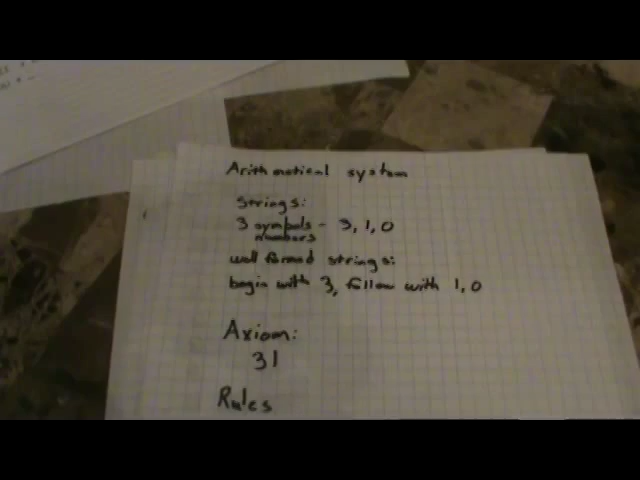 Arithmetical system
Strings:
3 symbols - 3, 1, 0
numbers
well formed strings:
begin with 3, follow with 1, 0
Axiom:
31
Rules